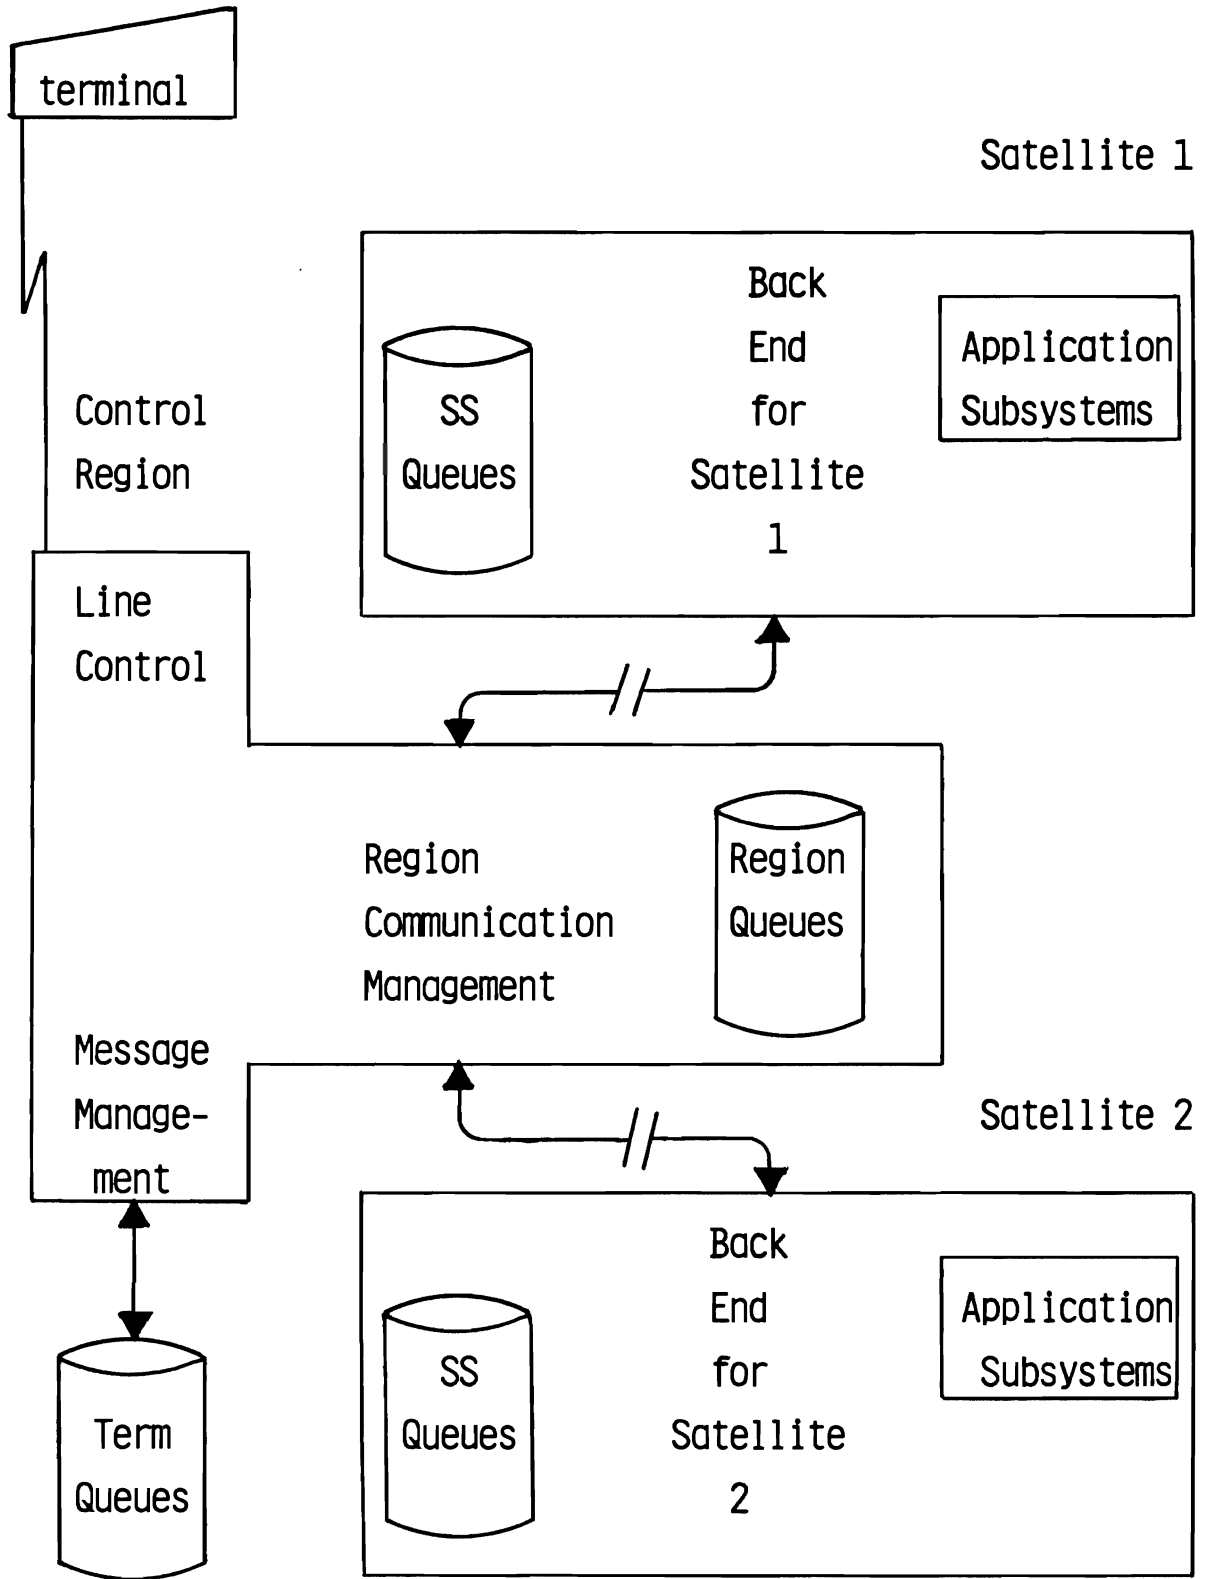 terminal
Satellite 1
Back
End
for
Satellite
1
SS
Queues
Application
Subsystems
Control
Region
Line
Control
Region
Communication
Management
Region
Queues
Message
Manage-
ment
Satellite 2
Back
End
for
Satellite
2
SS
Queues
Application
Subsystems
Term
Queues